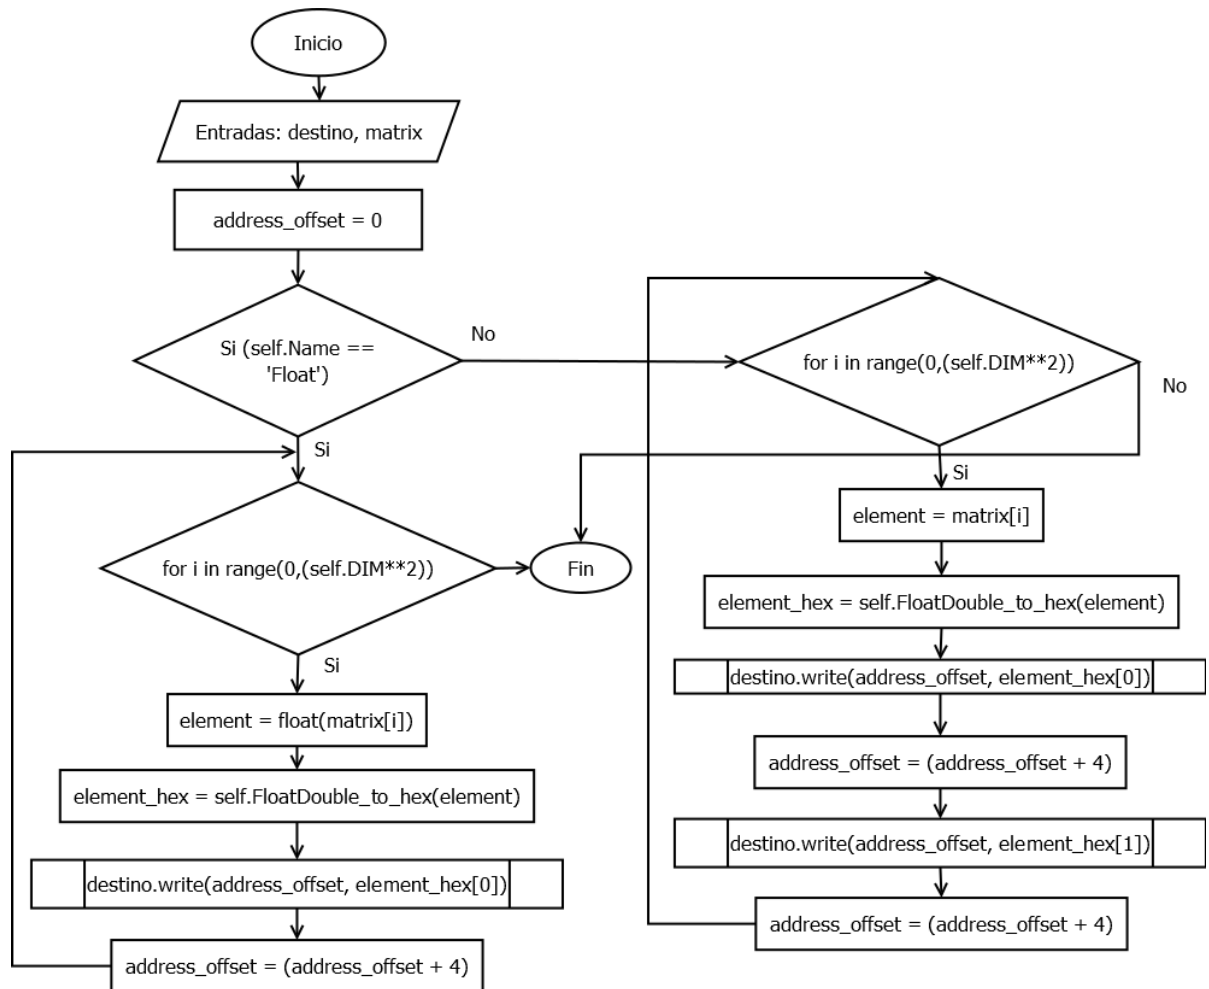 Inicio
Entradas: destino, matrix
address_offset = 0
Si (self.Name ==
'Float')
No
Si
for i in range(0,(self.DIM**2))
Si
element = float(matrix[i])
element_hex = self.FloatDouble_to_hex(element)
destino.write(address_offset, element_hex[0])
address_offset = (address_offset + 4)
Fin
for i in range(0,(self.DIM**2))
No
Si
element = matrix[i]
element_hex = self.FloatDouble_to_hex(element)
destino.write(address_offset, element_hex[0])
address_offset = (address_offset + 4)
destino.write(address_offset, element_hex[1])
address_offset = (address_offset + 4)